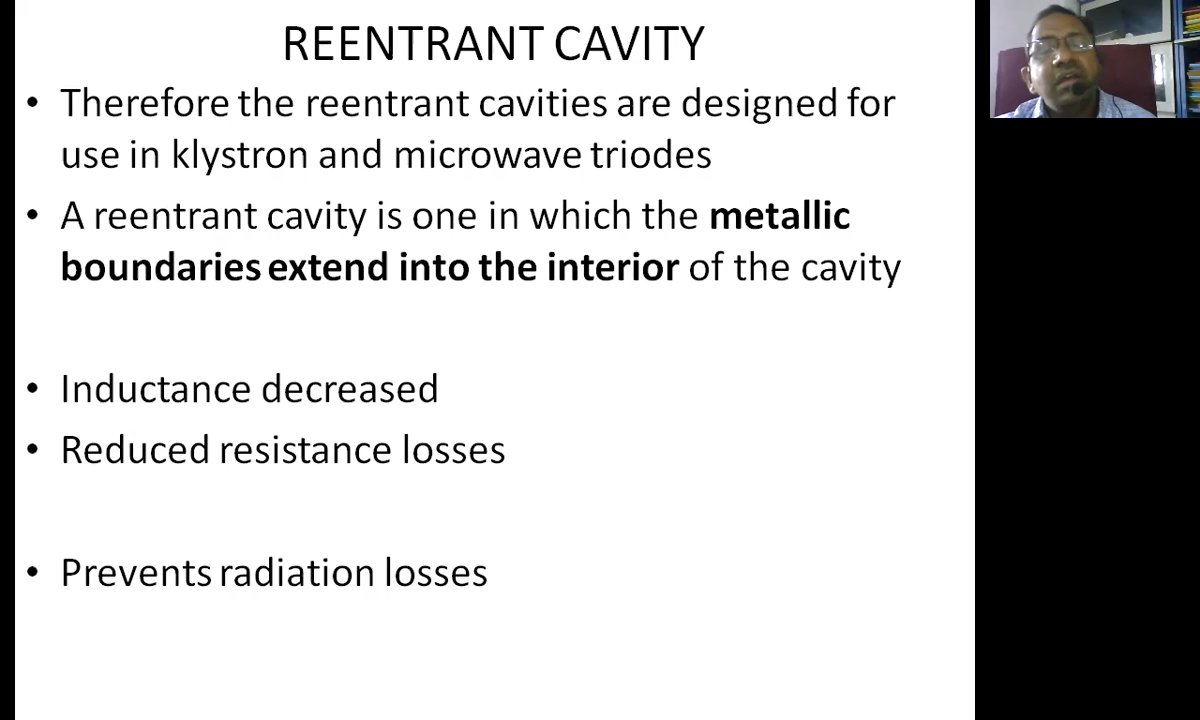 REENTRANT CAVITY
• Therefore the reentrant cavities are designed for
use in klystron and microwave triodes
• A reentrant cavity is one in which the metallic
boundaries extend into the interior of the cavity
• Inductance decreased
• Reduced resistance losses
• Prevents radiation losses